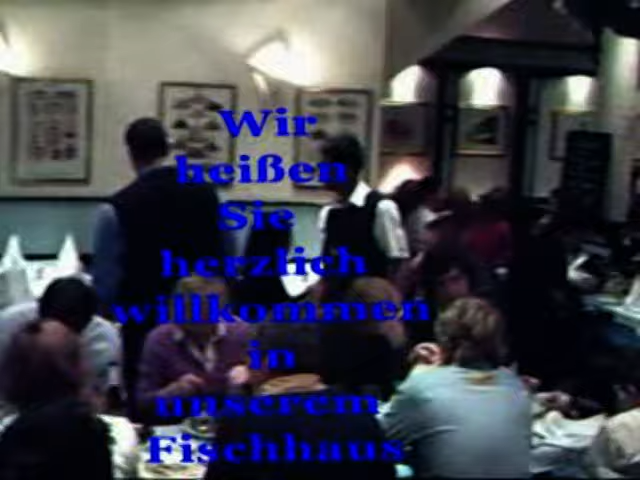 Wir
heißen
Sie
herzlich
willkommen
in
unserem
Fischhaus